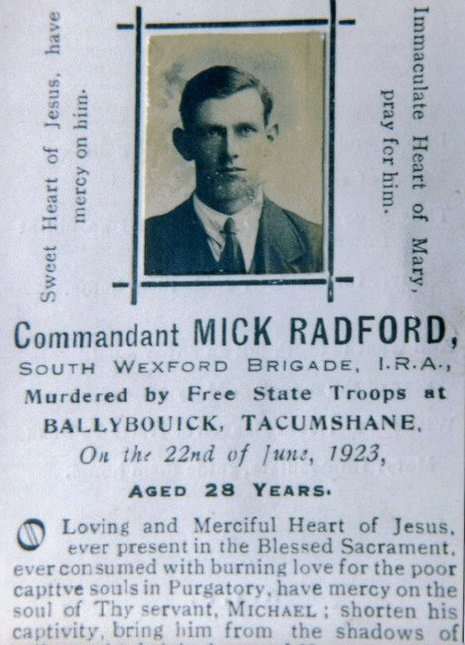 Sweet Heart of Jesus, have
mercy on him.
Immaculate Heart of Mary,
pray for him.
Commandant MICK RADFORD,
SOUTH WEXFORD BRIGADE, I.R.A.,
Murdered by Free State Troops at
BALLYBOUICK, TACUMSHANE,
On the 22nd of June, 1923,
AGED 28 YEARS.
O Loving and Merciful Heart of Jesus,
ever present in the Blessed Sacrament,
ever consumed with burning love for the poor
captive souls in Purgatory, have mercy on the
soul of Thy servant, MICHAEL; shorten his
captivity, bring him from the shadows of